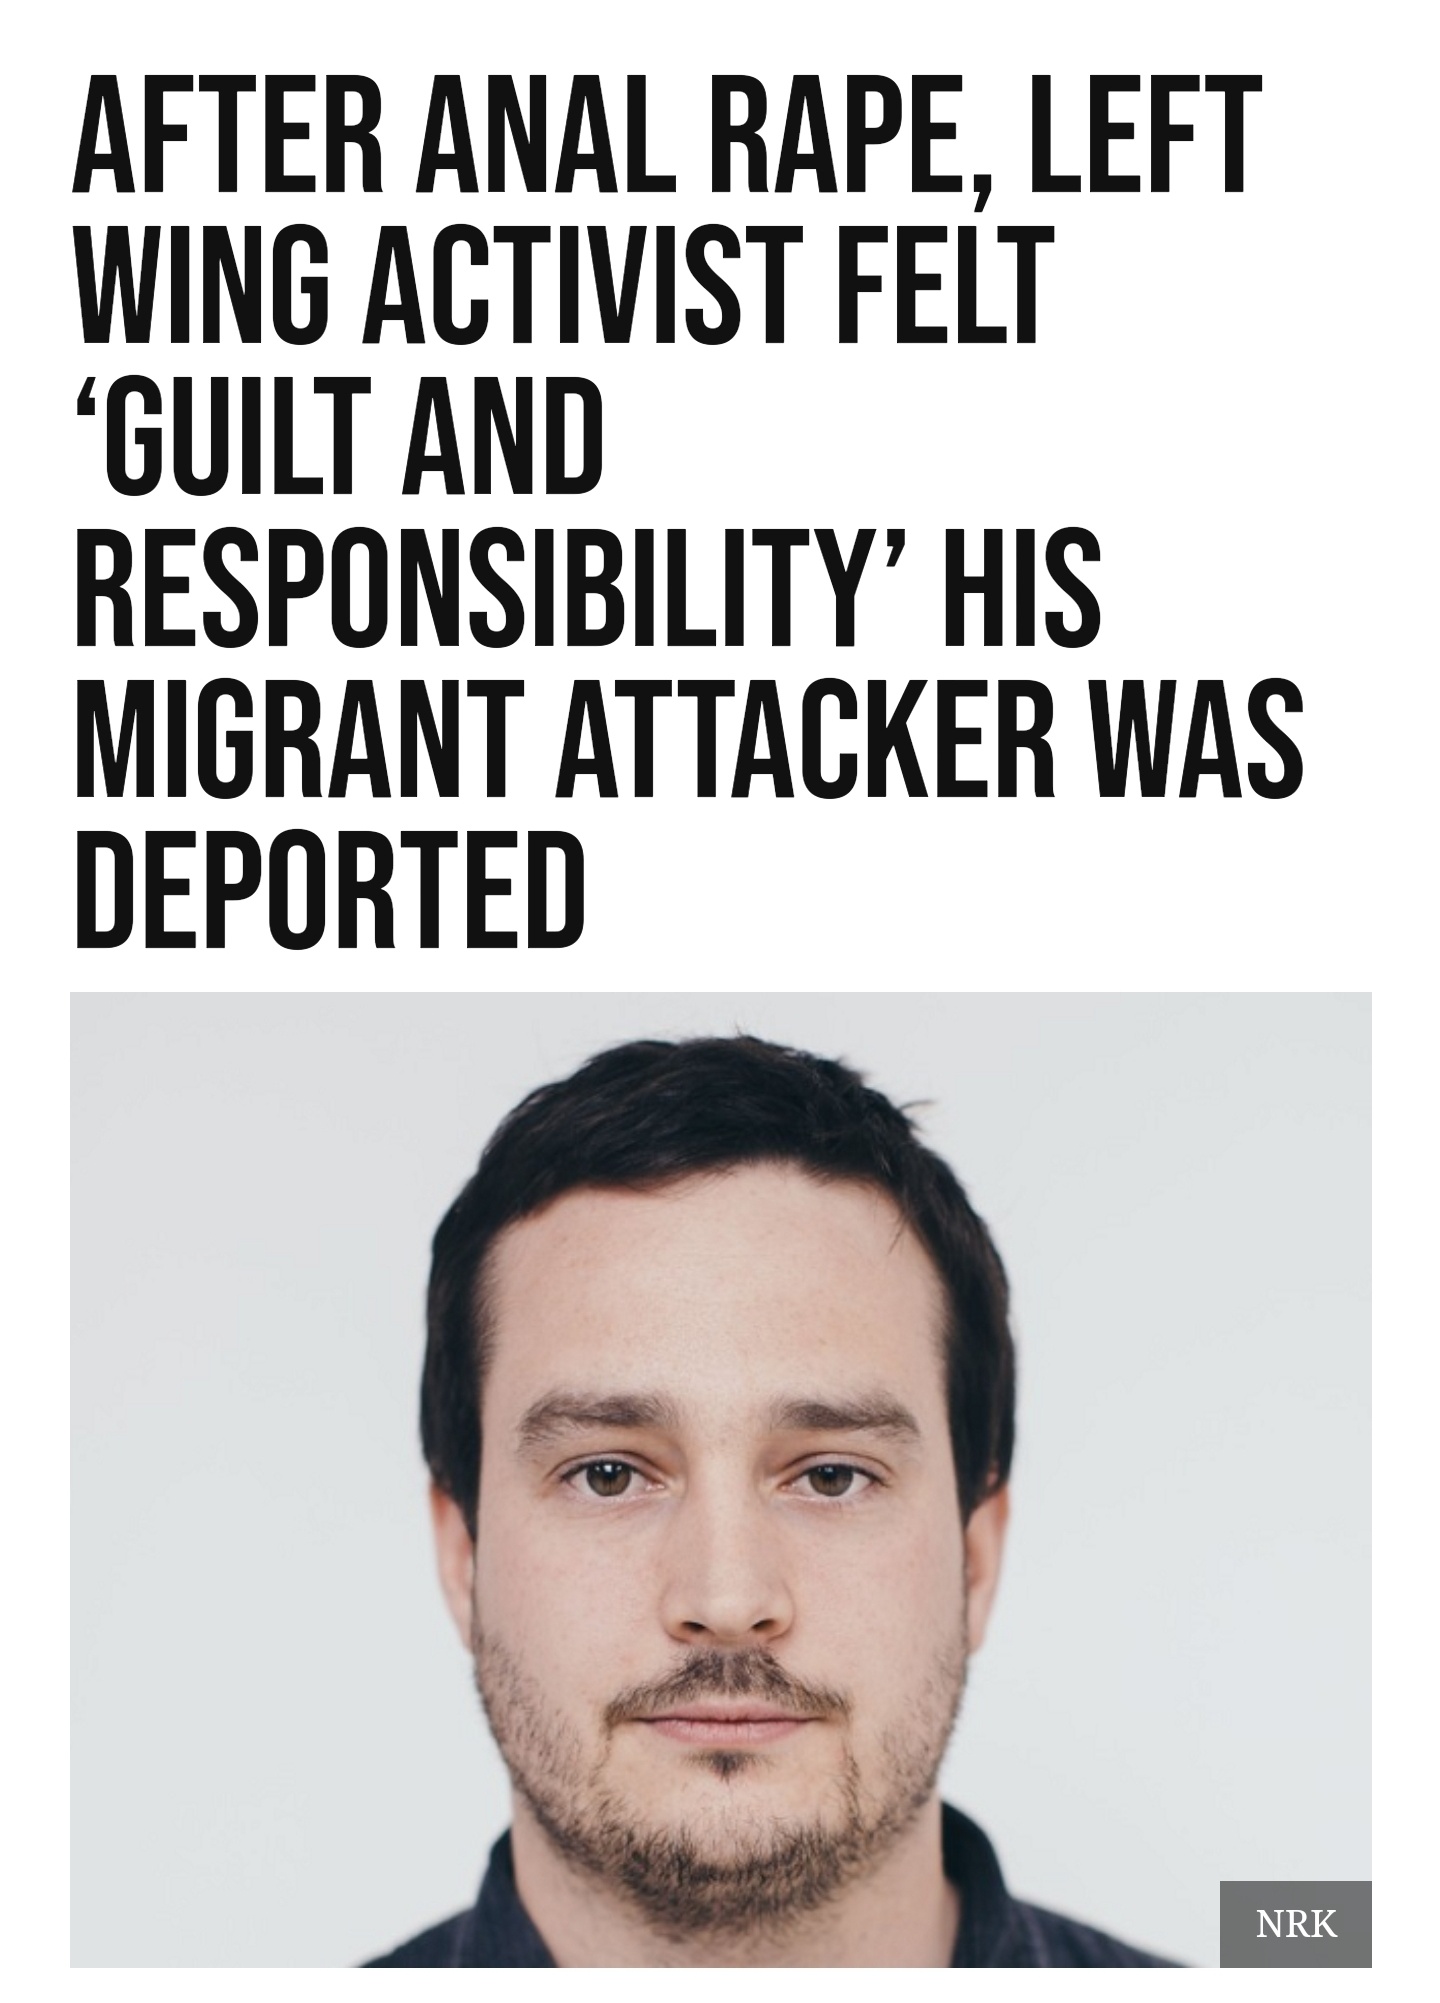 AFTER ANAL RAPE, LEFT
WING ACTIVIST FELT
‘GUILT AND
RESPONSIBILITY’ HIS
MIGRANT ATTACKER WAS
DEPORTED
NRK